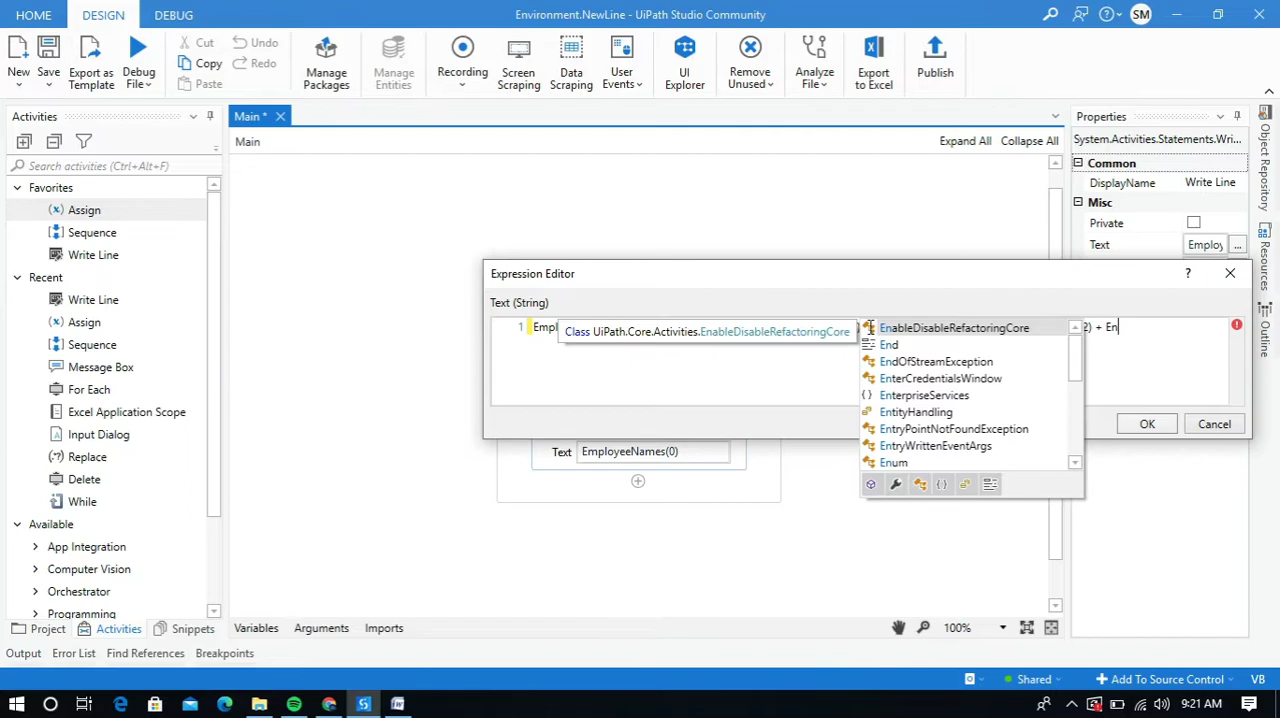 HOME
DESIGN
DEBUG
Environment.NewLine - UiPath Studio Community
SM
New
Save
Export as Template
Debug File
Cut
Copy
Paste
Undo
Redo
Manage Packages
Manage Entities
Recording
Screen Scraping
Data Scraping
User Events
UI Explorer
Remove Unused
Analyze File
Export to Excel
Publish
Activities
Main *
Properties
Main
Expand All
Collapse All
System.Activities.Statements.Wri...
Search activities (Ctrl+Alt+F)
Common
DisplayName
Write Line
Misc
Private
Text
Employ
...
Favorites
Assign
Sequence
Write Line
Recent
Write Line
Assign
Sequence
Message Box
For Each
Excel Application Scope
Input Dialog
Replace
Delete
While
Available
App Integration
Computer Vision
Orchestrator
Programming
Expression Editor
?
Text (String)
1
Empl
Class UiPath.Core.Activities.EnableDisableRefactoringCore
2) + En
EnableDisableRefactoringCore
End
EndOfStreamException
EnterCredentialsWindow
EnterpriseServices
EntityHandling
EntryPointNotFoundException
EntryWrittenEventArgs
Enum
OK
Cancel
Text
EmployeeNames(0)
Object Repository
Resources
Outline
Project
Activities
Snippets
Variables
Arguments
Imports
100%
Output
Error List
Find References
Breakpoints
Shared
Add To Source Control
VB
9:21 AM